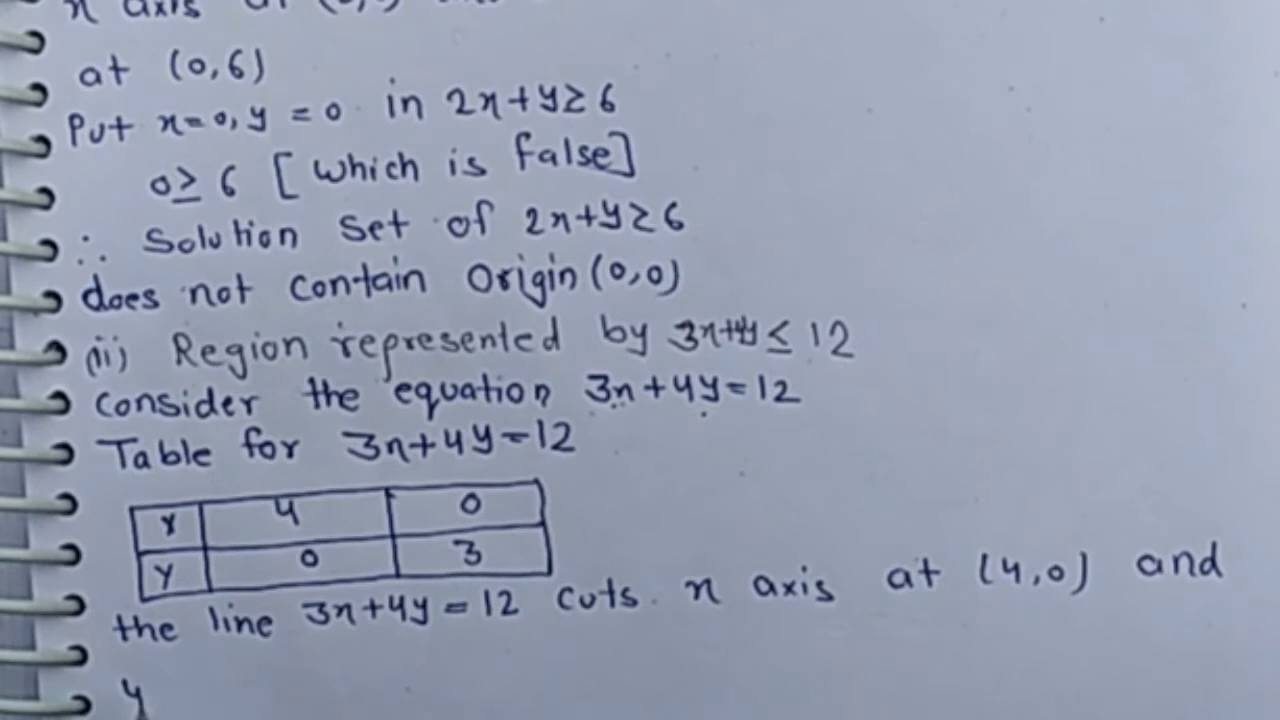 x axis at
at (0,6)
Put x=0, y=0 in 2x+y≥6
0≥6 [which is false]
∴ Solution set of 2x+y≥6
does not contain origin (0,0)
(ii) Region represented by 3x+4y≤12
consider the equation 3x+4y=12
Table for 3x+4y=12
x 4 0
y 0 3
the line 3x+4y=12 cuts x axis at (4,0) and
y